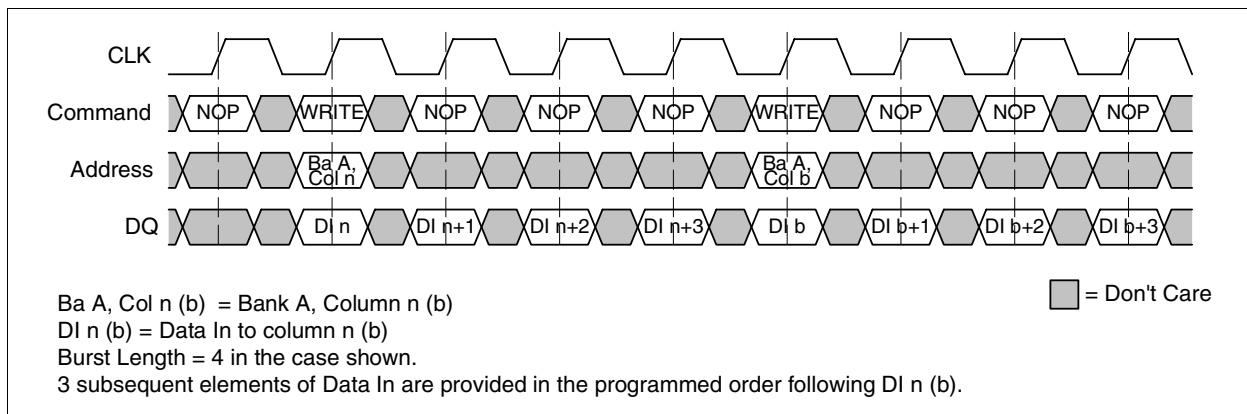 CLK
Command NOP WRITE NOP NOP NOP WRITE NOP NOP NOP
Address Ba A, Col n Ba A, Col b
DQ DI n DI n+1 DI n+2 DI n+3 DI b DI b+1 DI b+2 DI b+3
Ba A, Col n (b) = Bank A, Column n (b)
= Don't Care
DI n (b) = Data In to column n (b)
Burst Length = 4 in the case shown.
3 subsequent elements of Data In are provided in the programmed order following DI n (b).